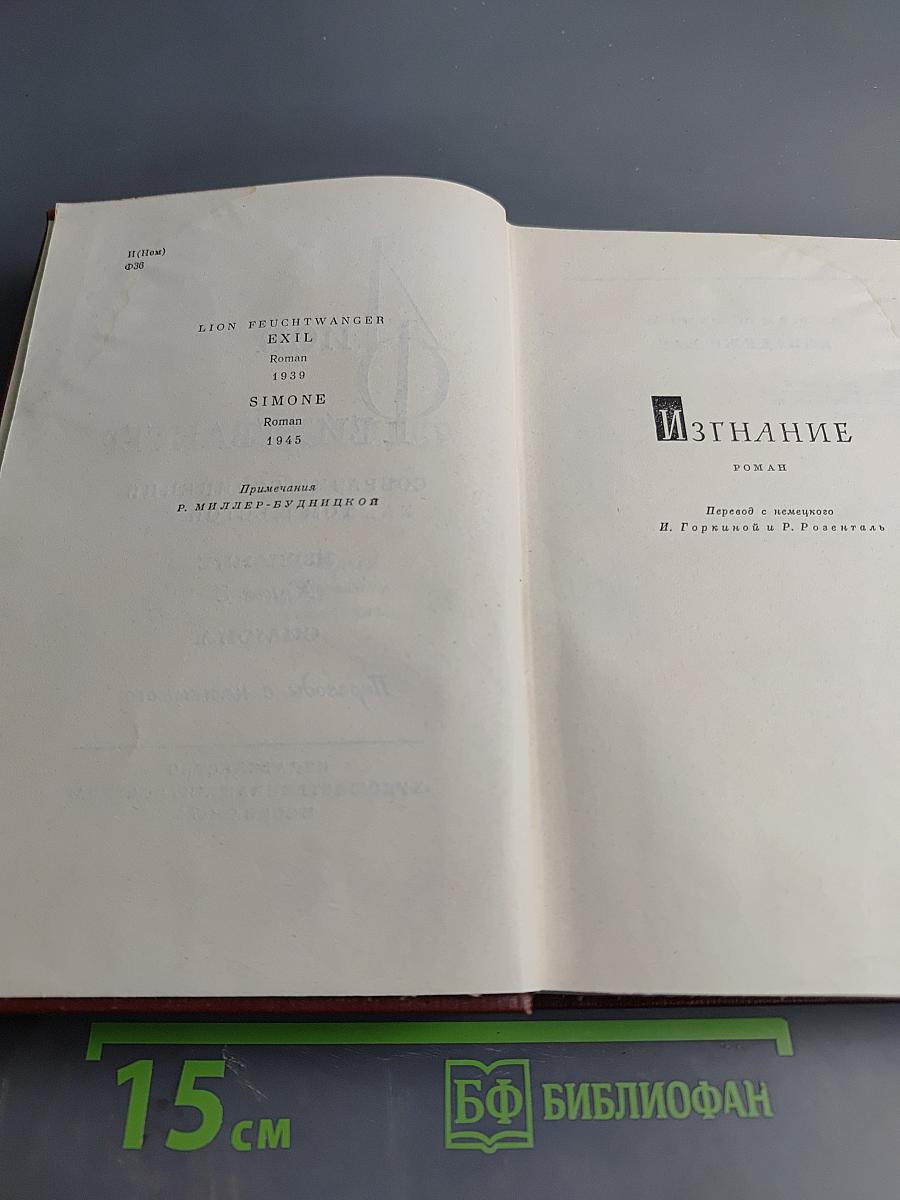 И(Нем)
Ф36
LION FEUCHTWANGER
EXIL
Roman
1939
SIMONE
Roman
1945
Примечания
Р. МИЛЛЕР-БУДНИЦКОЙ
ИЗГНАНИЕ
РОМАН
Перевод с немецкого
И. Горкиной и Р. Розенталь
15 см
БФ БИБЛИОФАН